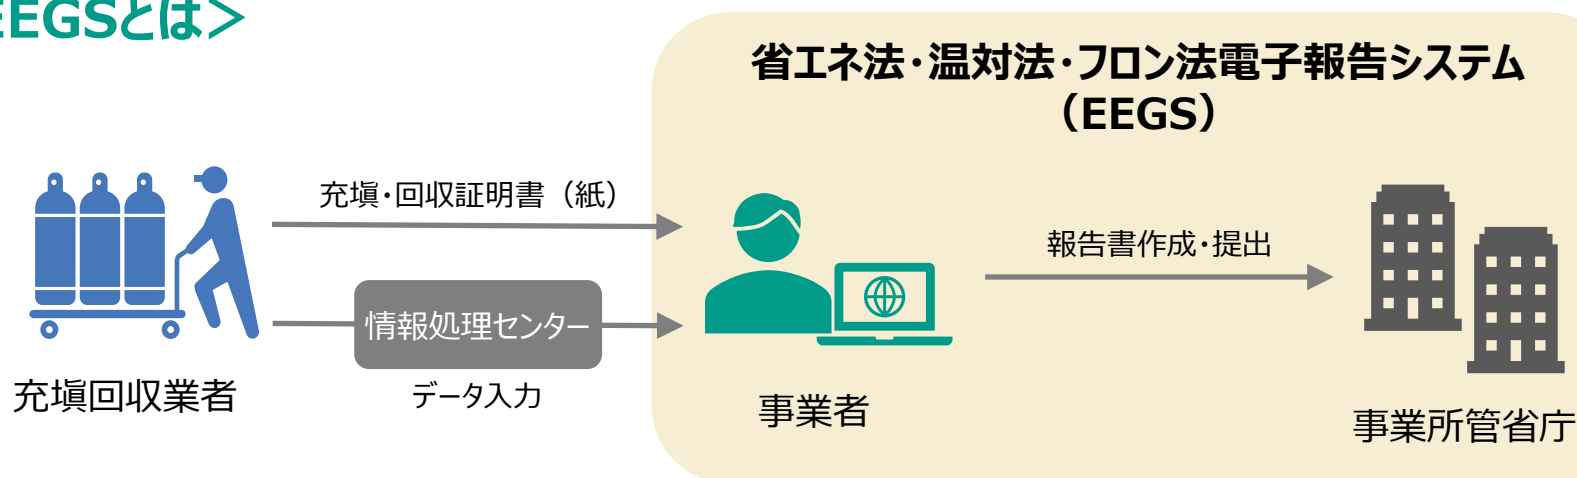 EEGSとは＞
省エネ法・温対法・フロン法電子報告システム
（EEGS）
充塡・回収証明書（紙）
報告書作成・提出
情報処理センター
データ入力
充塡回収業者
事業者
事業所管省庁